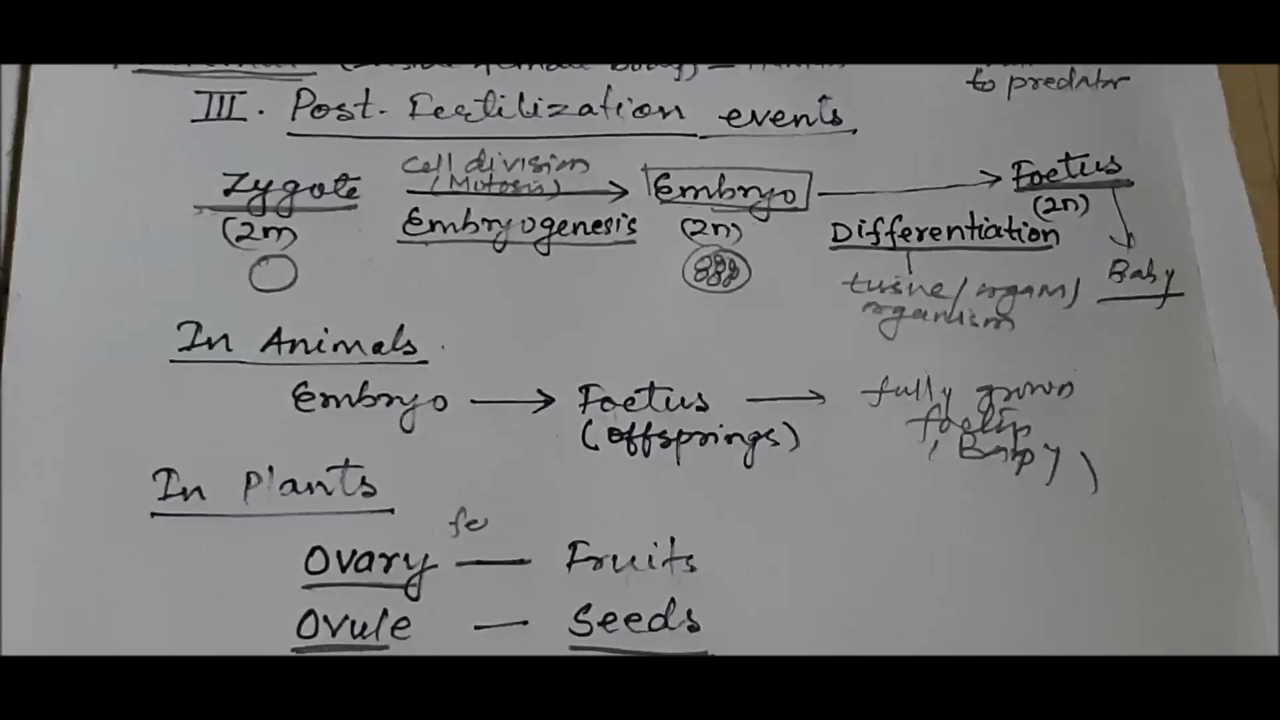 to predator
III. Post-Fertilization events
Zygote cell division (Mitosis) Embryo Foetus
(2n) Embryogenesis (2n) Differentiation (2n)
tissue/organ/ Baby
organism
In Animals
Embryo → Foetus → fully grown
(offsprings)
(Baby)
In Plants
fe
Ovary — Fruits
Ovule — Seeds